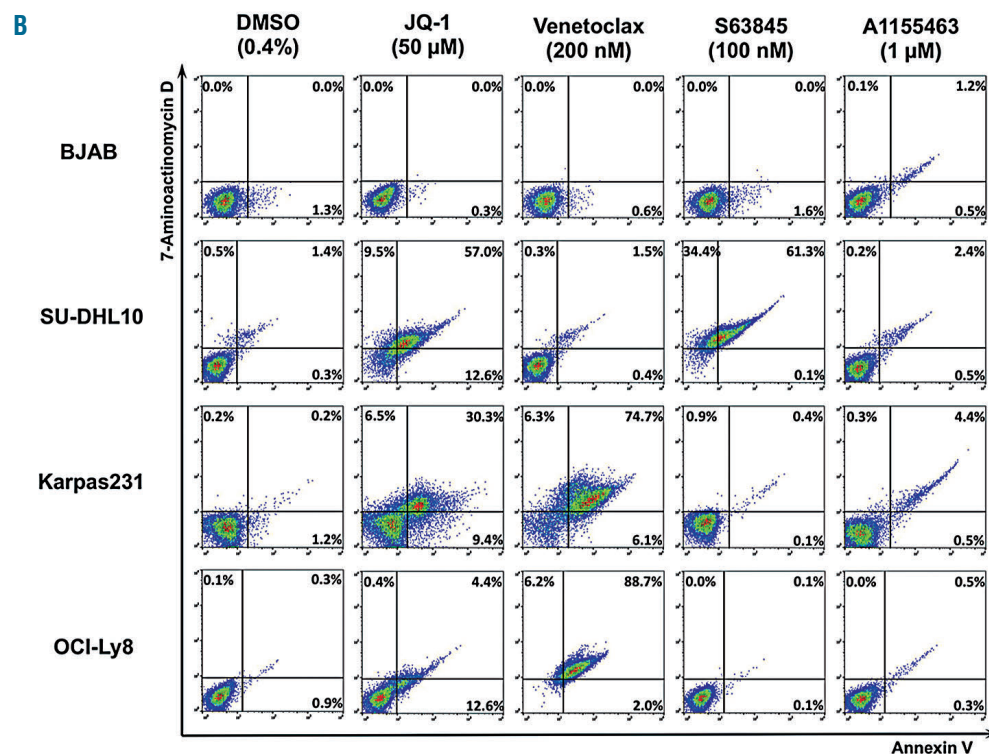 B
DMSO
(0.4%)
JQ-1
(50 µM)
Venetoclax
(200 nM)
S63845
(100 nM)
A1155463
(1 µM)
7-Aminoactinomycin D
BJAB
0.0% 0.0%
1.3%
0.0% 0.0%
0.3%
0.0% 0.0%
0.6%
0.0% 0.0%
1.6%
0.1% 1.2%
0.5%
SU-DHL10
0.5% 1.4%
0.3%
9.5% 57.0%
12.6%
0.3% 1.5%
0.4%
34.4% 61.3%
0.1%
0.2% 2.4%
0.5%
Karpas231
0.2% 0.2%
1.2%
6.5% 30.3%
9.4%
6.3% 74.7%
6.1%
0.9% 0.4%
0.1%
0.3% 4.4%
0.5%
OCI-Ly8
0.1% 0.3%
0.9%
0.4% 4.4%
12.6%
6.2% 88.7%
2.0%
0.0% 0.1%
0.1%
0.0% 0.5%
0.3%
Annexin V